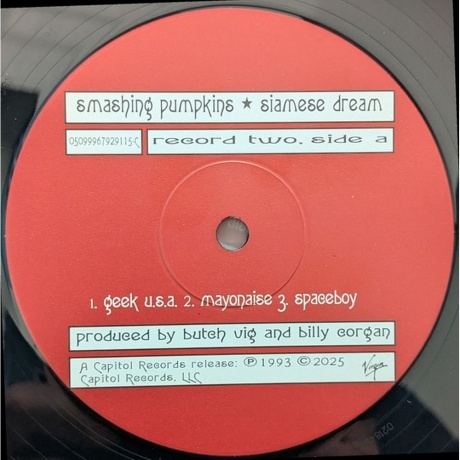 smashing pumpkins ★ siamese dream
05099967929115-C
record two, side a
1. geek u.s.a. 2. mayonaise 3. spaceboy
produced by butch vig and billy corgan
A Capitol Records release: ℗ 1993 © 2025
Capitol Records, LLC
Virgin